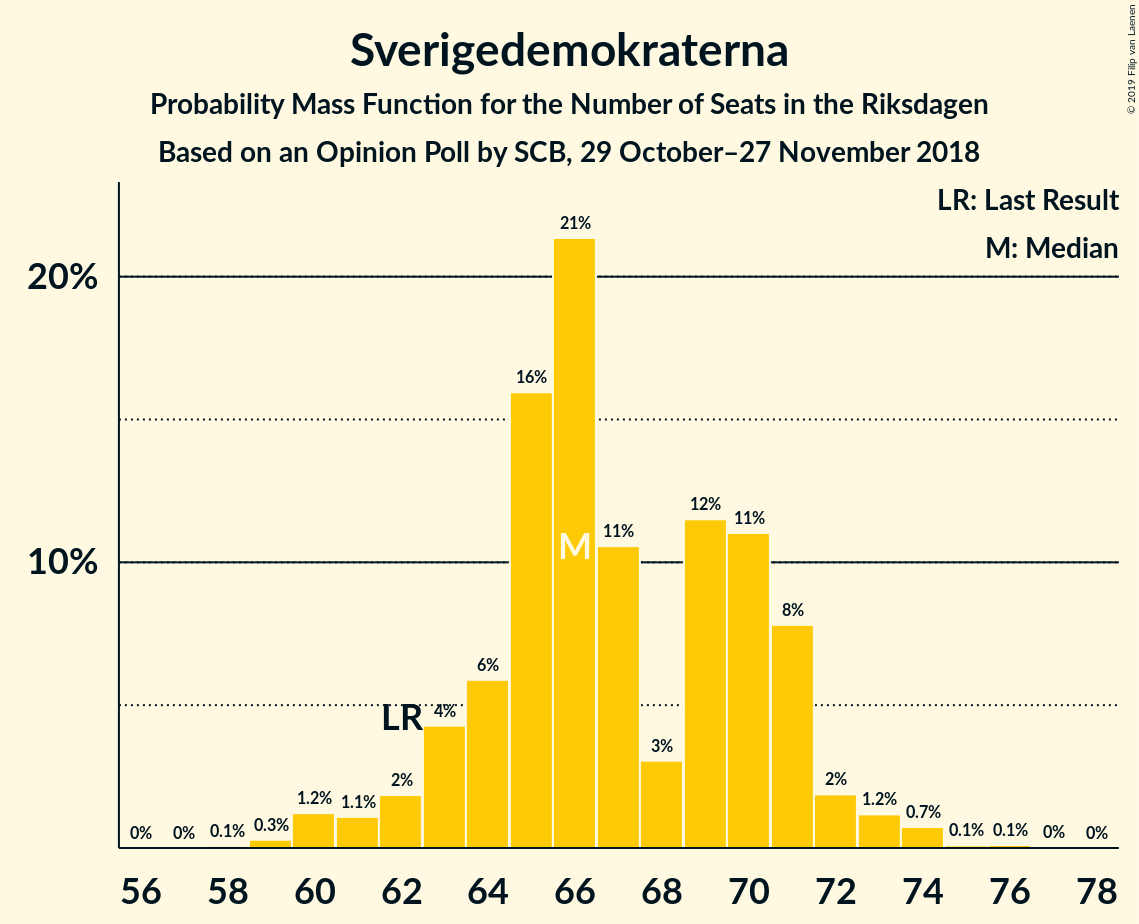 Sverigedemokraterna
Probability Mass Function for the Number of Seats in the Riksdagen
Based on an Opinion Poll by SCB, 29 October–27 November 2018
© 2019 Filip van Laenen
LR: Last Result
M: Median
20%
10%
0%
0%
0.1%
0.3%
1.2%
1.1%
2%
LR
4%
6%
16%
21%
M
11%
3%
12%
11%
8%
2%
1.2%
0.7%
0.1%
0.1%
0%
0%
56 58 60 62 64 66 68 70 72 74 76 78